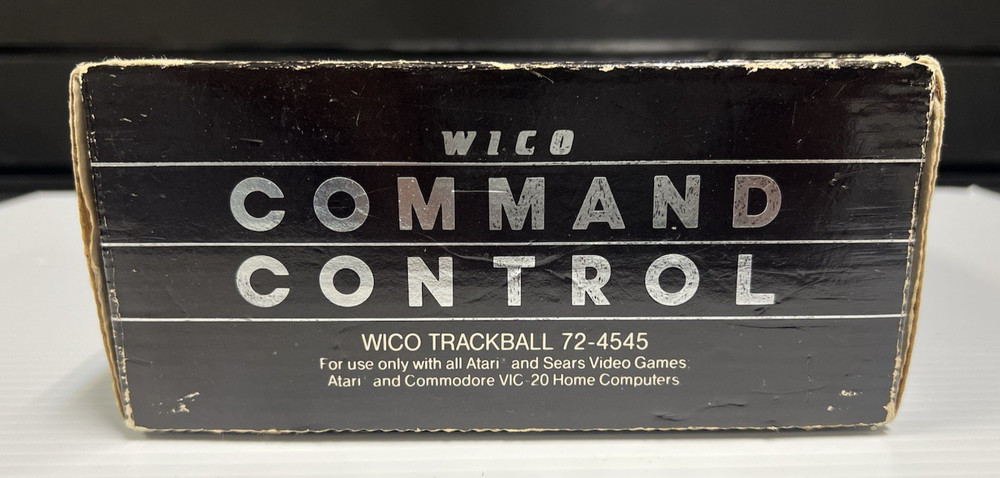 WICO
COMMAND
CONTROL
WICO TRACKBALL 72-4545
For use only with all Atari and Sears Video Games
Atari and Commodore VIC-20 Home Computers